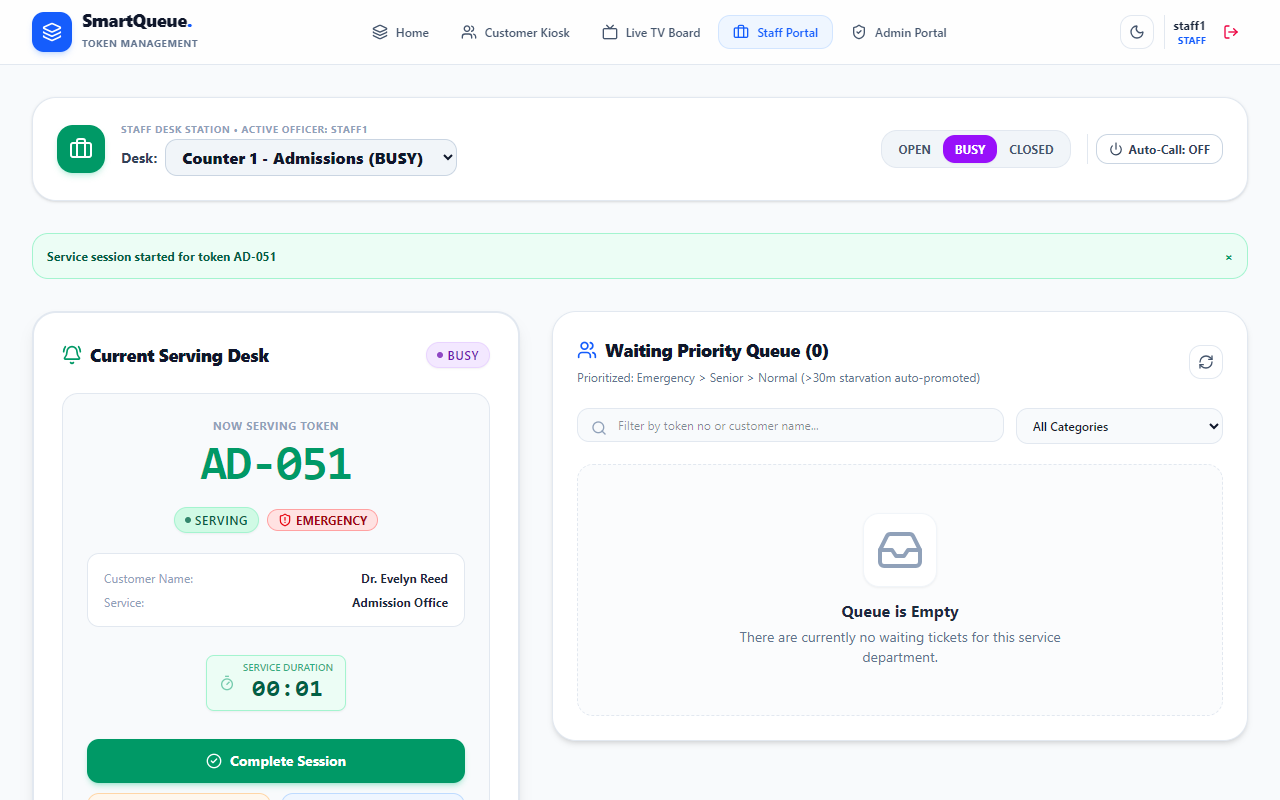 SmartQueue.
TOKEN MANAGEMENT
Home
Customer Kiosk
Live TV Board
Staff Portal
Admin Portal
staff1
STAFF
STAFF DESK STATION • ACTIVE OFFICER: STAFF1
Desk:
Counter 1 - Admissions (BUSY)
OPEN
BUSY
CLOSED
Auto-Call: OFF
Service session started for token AD-051
×
Current Serving Desk
BUSY
NOW SERVING TOKEN
AD-051
SERVING
EMERGENCY
Customer Name:
Dr. Evelyn Reed
Service:
Admission Office
SERVICE DURATION
00:01
Complete Session
Waiting Priority Queue (0)
Prioritized: Emergency > Senior > Normal (>30m starvation auto-promoted)
Filter by token no or customer name...
All Categories
Queue is Empty
There are currently no waiting tickets for this service
department.